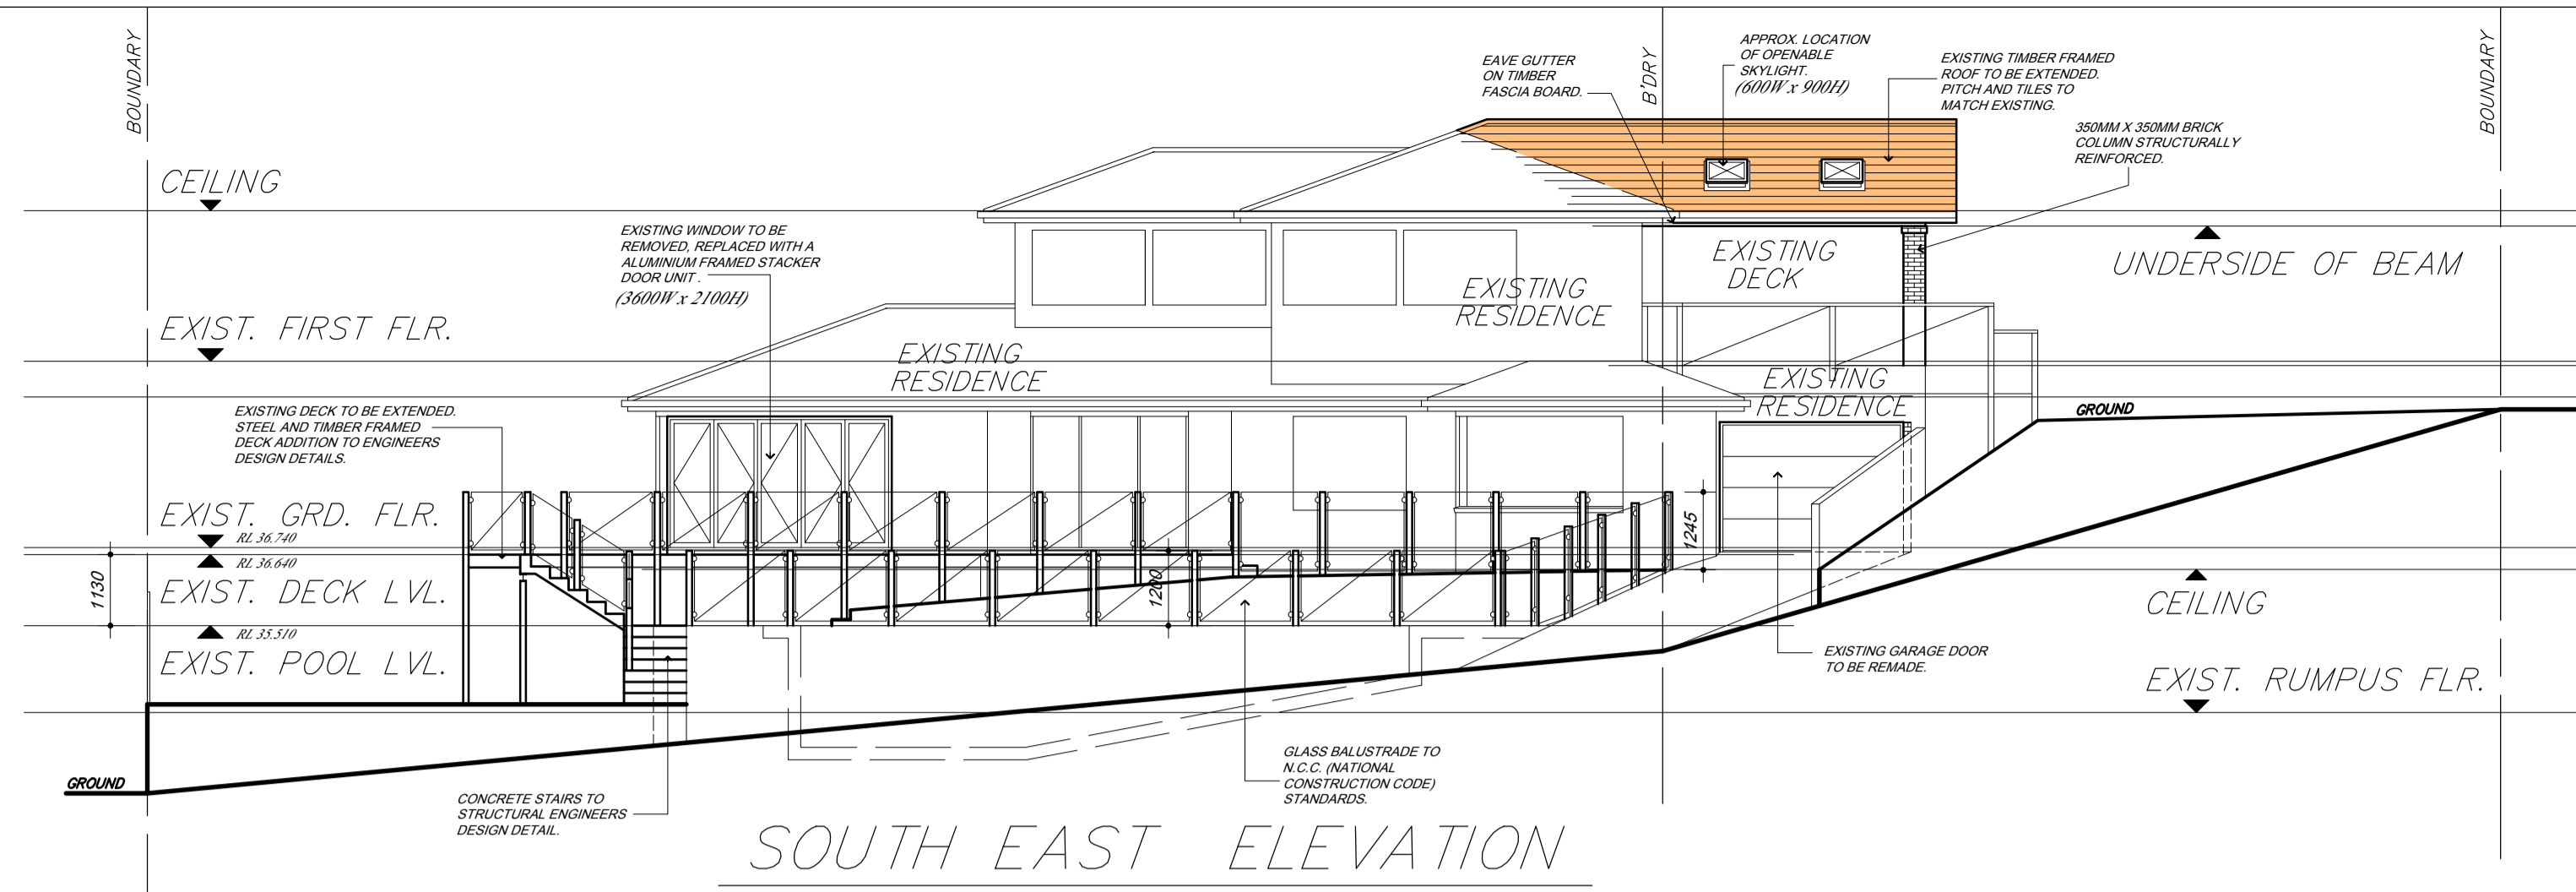 BOUNDARY
B'DRY
BOUNDARY
EAVE GUTTER
ON TIMBER
FASCIA BOARD.
APPROX. LOCATION
OF OPENABLE
SKYLIGHT.
(600W x 900H)
EXISTING TIMBER FRAMED
ROOF TO BE EXTENDED.
PITCH AND TILES TO
MATCH EXISTING.
350MM X 350MM BRICK
COLUMN STRUCTURALLY
REINFORCED.
CEILING
EXISTING WINDOW TO BE
REMOVED, REPLACED WITH A
ALUMINIUM FRAMED STACKER
DOOR UNIT .
(3600W x 2100H)
EXISTING
DECK
UNDERSIDE OF BEAM
EXISTING
RESIDENCE
EXIST. FIRST FLR.
EXISTING
RESIDENCE
EXISTING
RESIDENCE
GROUND
EXISTING DECK TO BE EXTENDED.
STEEL AND TIMBER FRAMED
DECK ADDITION TO ENGINEERS
DESIGN DETAILS.
EXIST. GRD. FLR.
RL 36.740
RL 36.640
EXIST. DECK LVL.
RL 35.510
EXIST. POOL LVL.
1130
1200
1245
CEILING
EXISTING GARAGE DOOR
TO BE REMADE.
EXIST. RUMPUS FLR.
GROUND
CONCRETE STAIRS TO
STRUCTURAL ENGINEERS
DESIGN DETAIL.
GLASS BALUSTRADE TO
N.C.C. (NATIONAL
CONSTRUCTION CODE)
STANDARDS.
SOUTH EAST ELEVATION